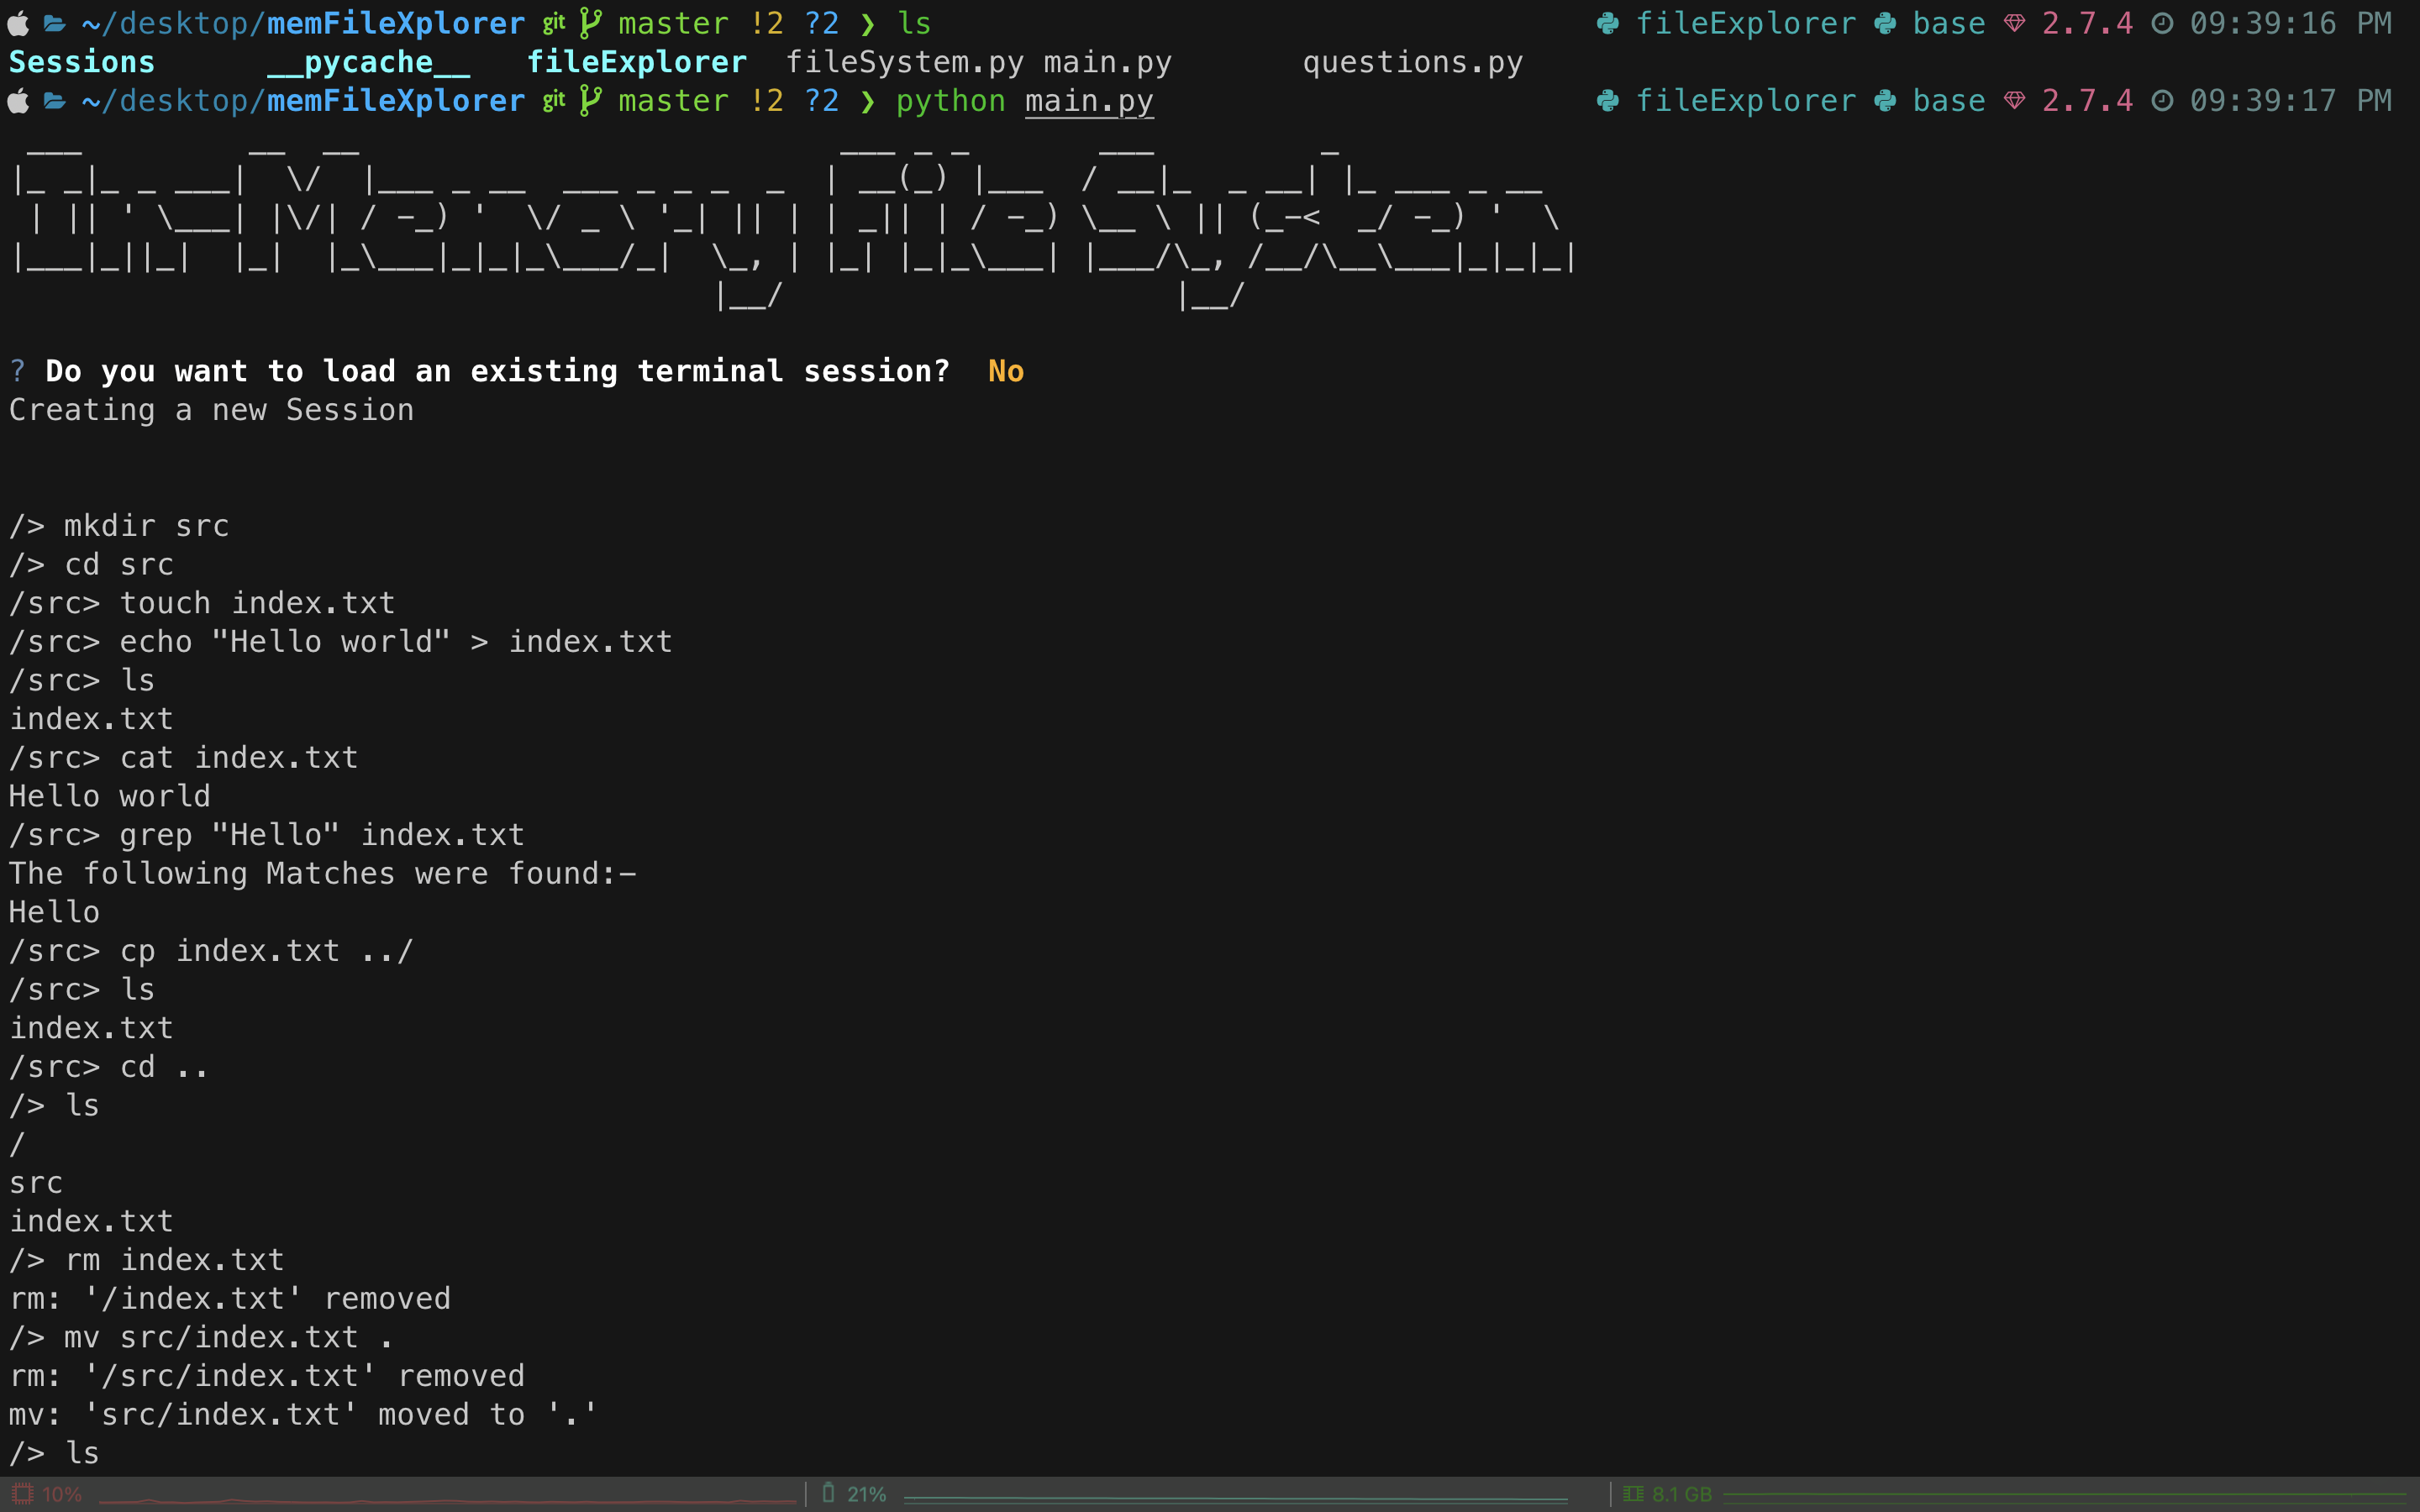 ~/desktop/memFileXplorer git master !2 ?2 ❯ ls fileExplorer base 2.7.4 09:39:16 PM
Sessions __pycache__ fileExplorer fileSystem.py main.py questions.py
~/desktop/memFileXplorer git master !2 ?2 ❯ python main.py fileExplorer base 2.7.4 09:39:17 PM
In-Memory File System
? Do you want to load an existing terminal session? No
Creating a new Session
/> mkdir src
/> cd src
/src> touch index.txt
/src> echo "Hello world" > index.txt
/src> ls
index.txt
/src> cat index.txt
Hello world
/src> grep "Hello" index.txt
The following Matches were found:-
Hello
/src> cp index.txt ../
/src> ls
index.txt
/src> cd ..
/> ls
/
src
index.txt
/> rm index.txt
rm: '/index.txt' removed
/> mv src/index.txt .
rm: '/src/index.txt' removed
mv: 'src/index.txt' moved to '.'
/> ls
10% 21% 8.1 GB